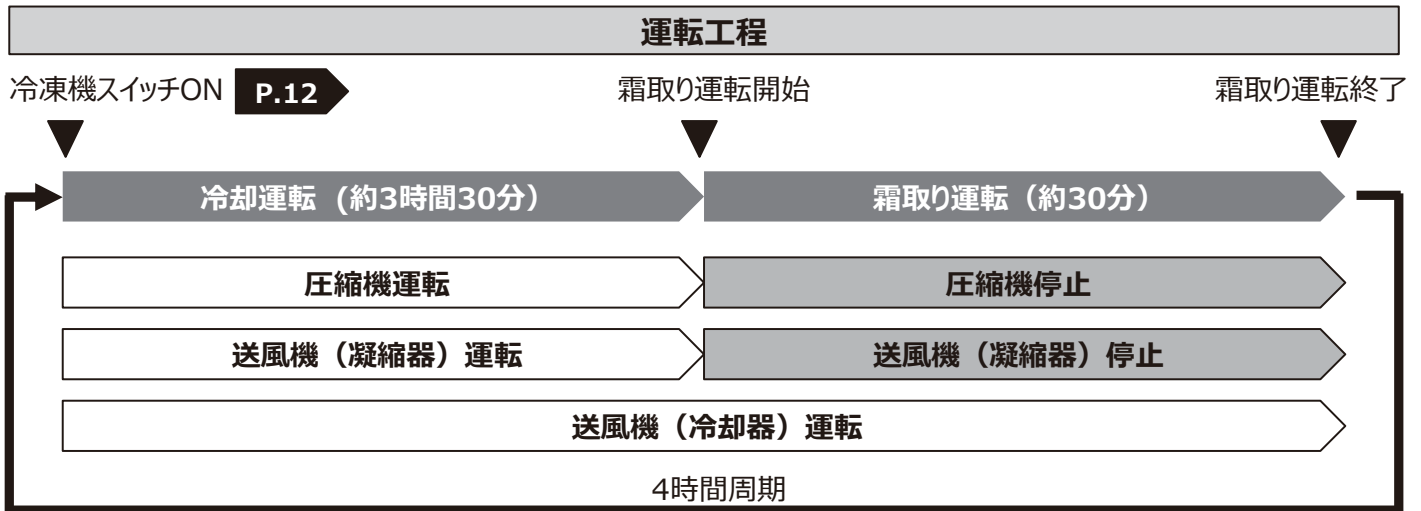 運転工程
冷凍機スイッチON P.12
霜取り運転開始
霜取り運転終了
冷却運転 (約3時間30分）
霜取り運転（約30分）
圧縮機運転
圧縮機停止
送風機（凝縮器）運転
送風機（凝縮器）停止
送風機（冷却器）運転
4時間周期